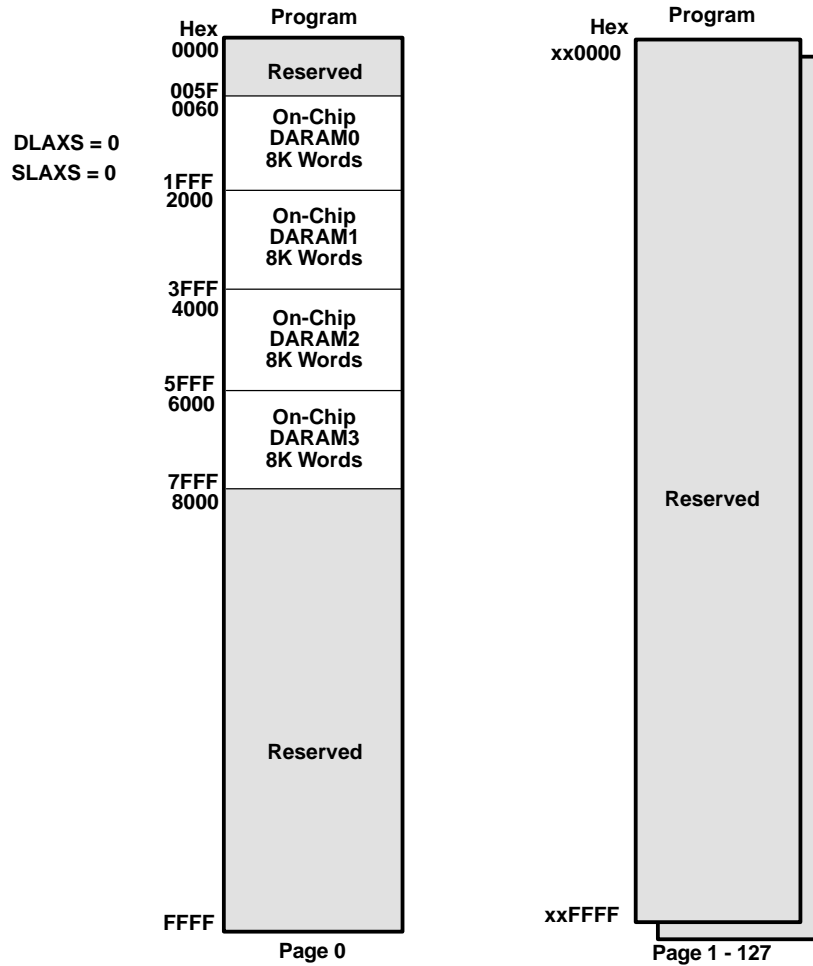 Program
Hex
0000
Reserved
005F
0060
On-Chip
DARAM0
8K Words
DLAXS = 0
SLAXS = 0
1FFF
2000
On-Chip
DARAM1
8K Words
3FFF
4000
On-Chip
DARAM2
8K Words
5FFF
6000
On-Chip
DARAM3
8K Words
7FFF
8000
Reserved
FFFF
Page 0
Program
Hex
xx0000
Reserved
xxFFFF
Page 1 - 127